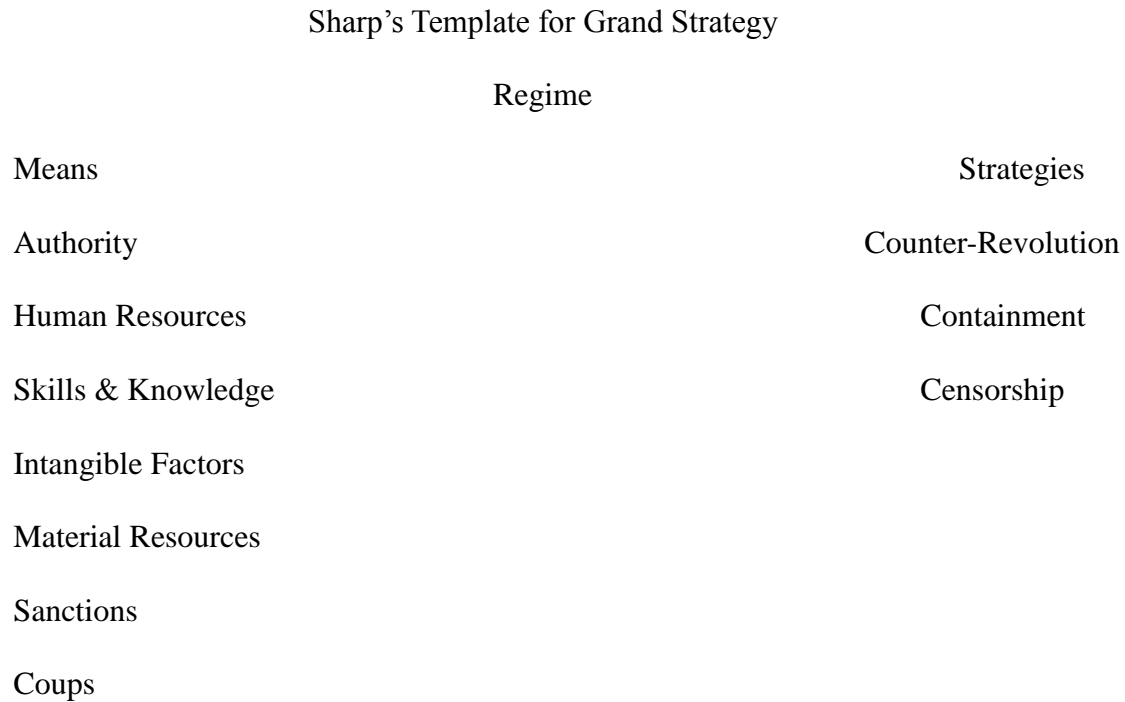 Sharp’s Template for Grand Strategy
Regime
Means Strategies
Authority Counter-Revolution
Human Resources Containment
Skills & Knowledge Censorship
Intangible Factors
Material Resources
Sanctions
Coups